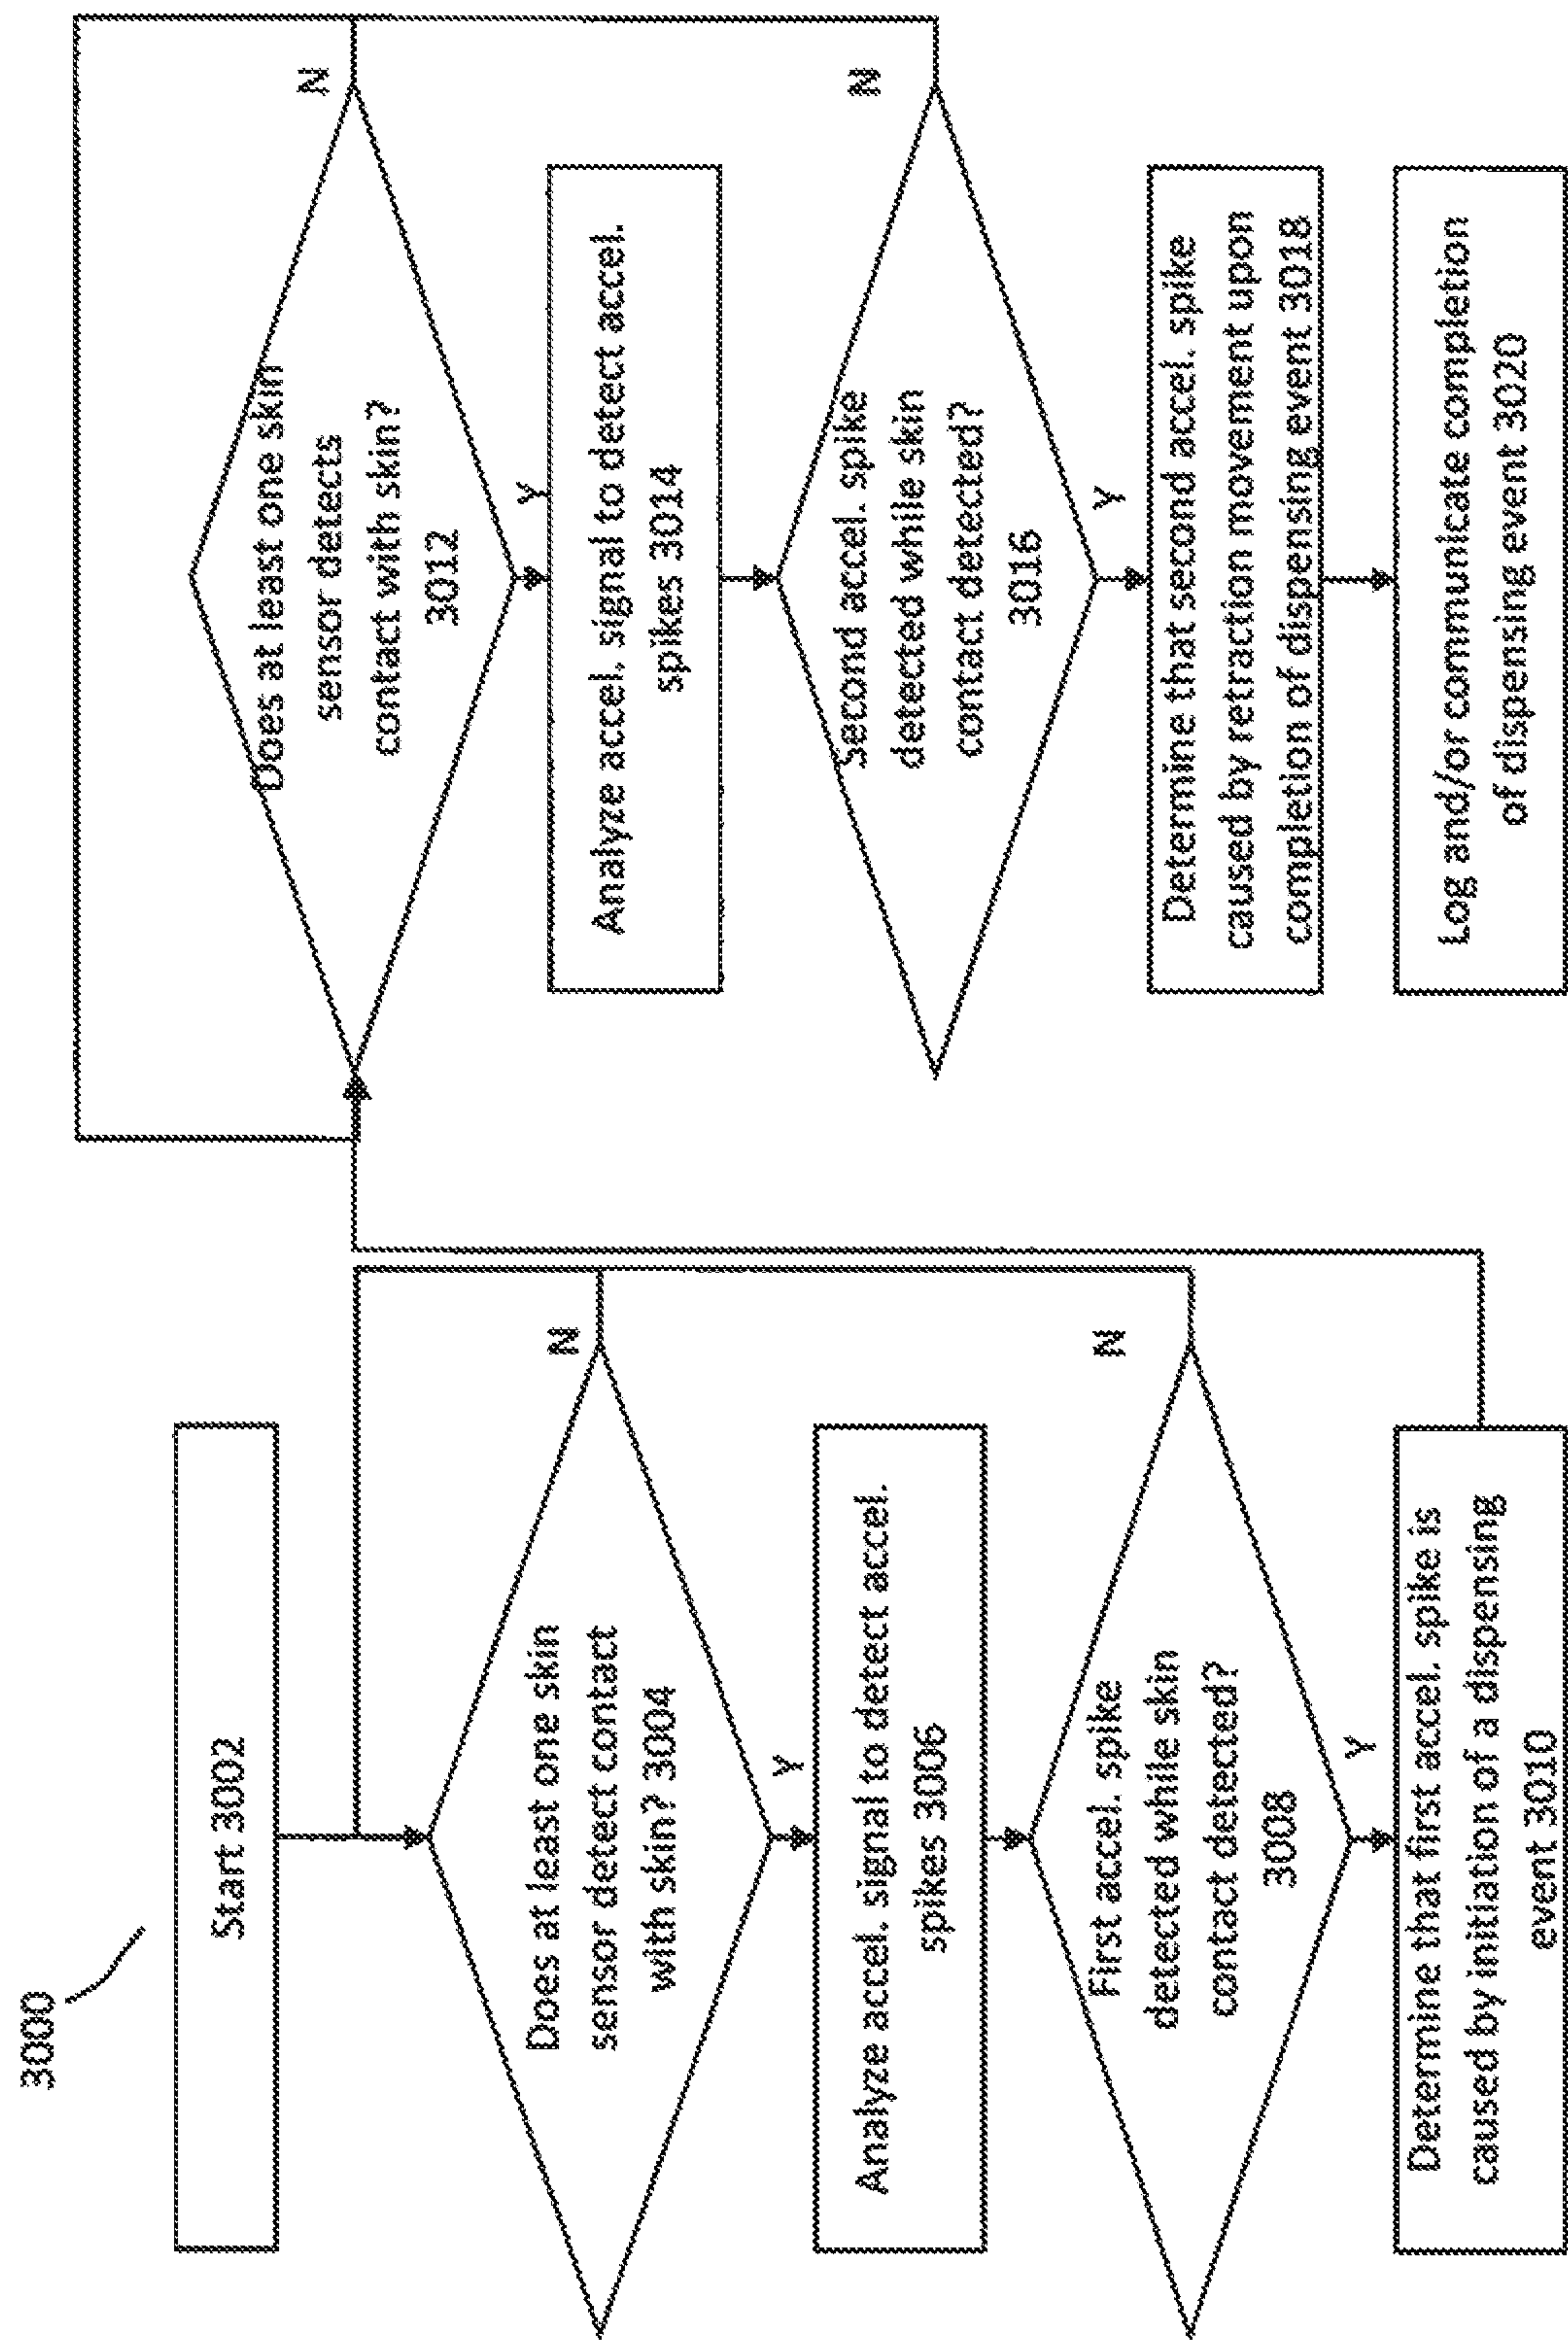 3000
Start 3002
Does at least one skin
sensor detect contact
with skin? 3004
N
Y
Analyze accel. signal to detect accel.
spikes 3006
First accel. spike
detected while skin
contact detected?
3008
N
Y
Determine that first accel. spike is
caused by initiation of a dispensing
event 3010
Does at least one skin
sensor detects
contact with skin?
3012
N
Y
Analyze accel. signal to detect accel.
spikes 3014
Second accel. spike
detected while skin
contact detected?
3016
N
Y
Determine that second accel. spike
caused by retraction movement upon
completion of dispensing event 3018
Log and/or communicate completion
of dispensing event 3020